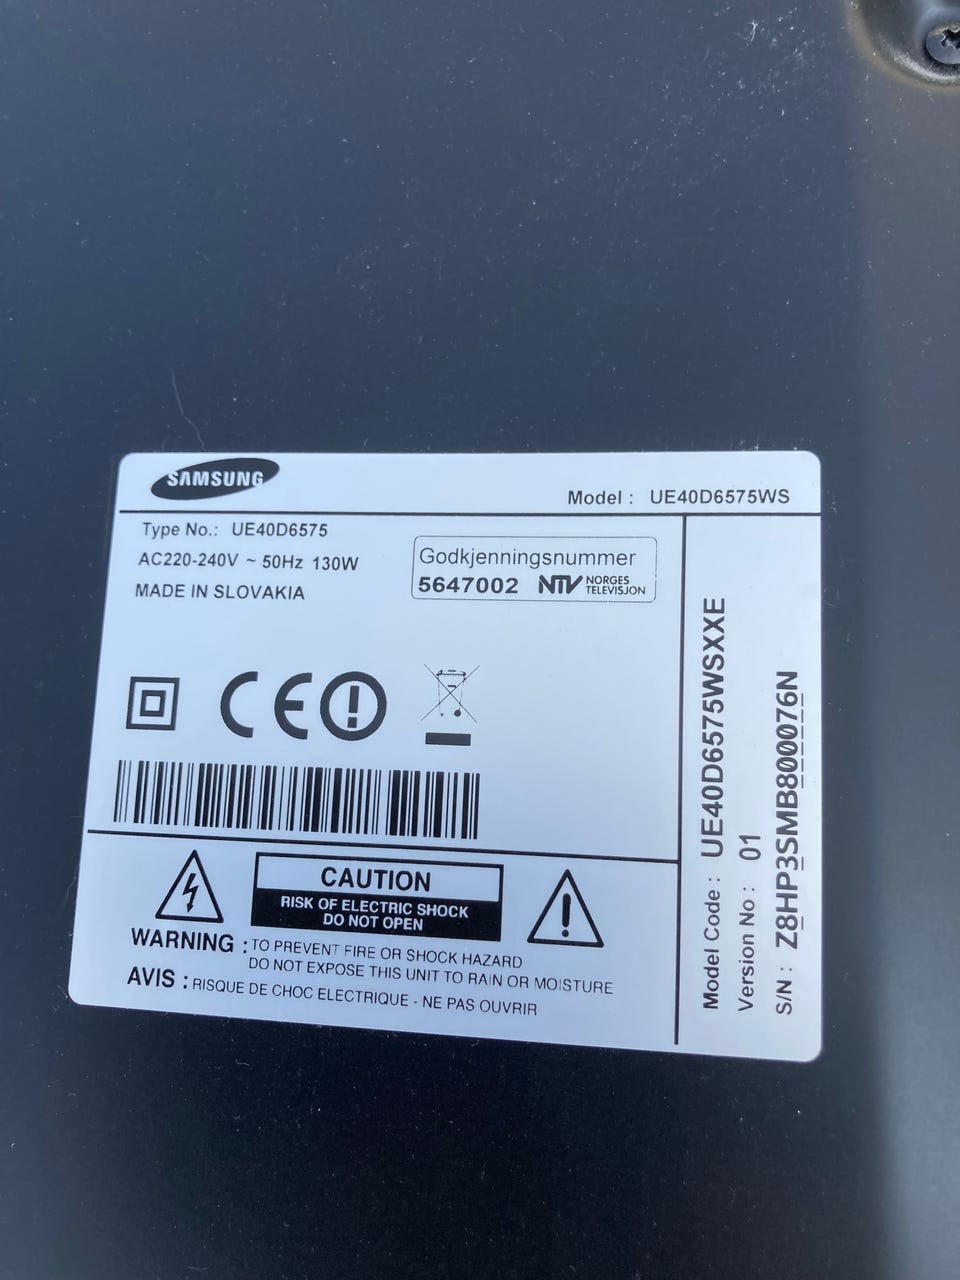 SAMSUNG
Model : UE40D6575WS
Type No.: UE40D6575
AC220-240V ~ 50Hz 130W
MADE IN SLOVAKIA
Godkjenningsnummer
5647002 NTV NORGES
TELEVISJON
CE
CAUTION
RISK OF ELECTRIC SHOCK
DO NOT OPEN
WARNING : TO PREVENT FIRE OR SHOCK HAZARD
DO NOT EXPOSE THIS UNIT TO RAIN OR MOISTURE
AVIS : RISQUE DE CHOC ELECTRIQUE - NE PAS OUVRIR
Model Code : UE40D6575WSXXE
Version No : 01
S/N : Z8HP3SMB800076N